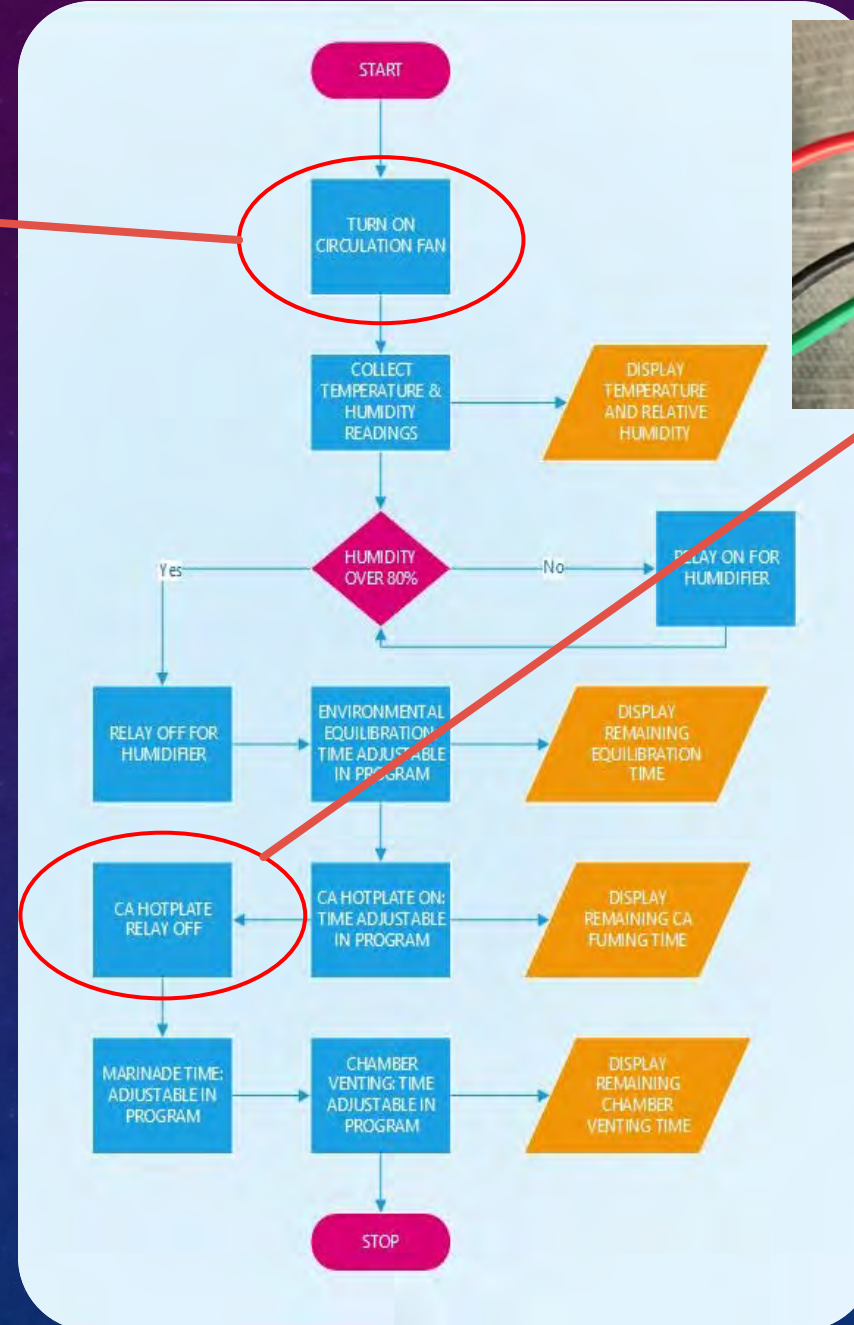 START
TURN ON
CIRCULATION FAN
COLLECT
TEMPERATURE &
HUMIDITY
READINGS
DISPLAY
TEMPERATURE
AND RELATIVE
HUMIDITY
HUMIDITY
OVER 80%
Yes
No
RELAY ON FOR
HUMIDIFIER
RELAY OFF FOR
HUMIDIFIER
ENVIRONMENTAL
EQUILIBRATION:
TIME ADJUSTABLE
IN PROGRAM
DISPLAY
REMAINING
EQUILIBRATION
TIME
CA HOTPLATE
RELAY OFF
CA HOTPLATE ON:
TIME ADJUSTABLE
IN PROGRAM
DISPLAY
REMAINING CA
FUMING TIME
MARINADE TIME:
ADJUSTABLE IN
PROGRAM
CHAMBER
VENTING: TIME
ADJUSTABLE IN
PROGRAM
DISPLAY
REMAINING
CHAMBER
VENTING TIME
STOP